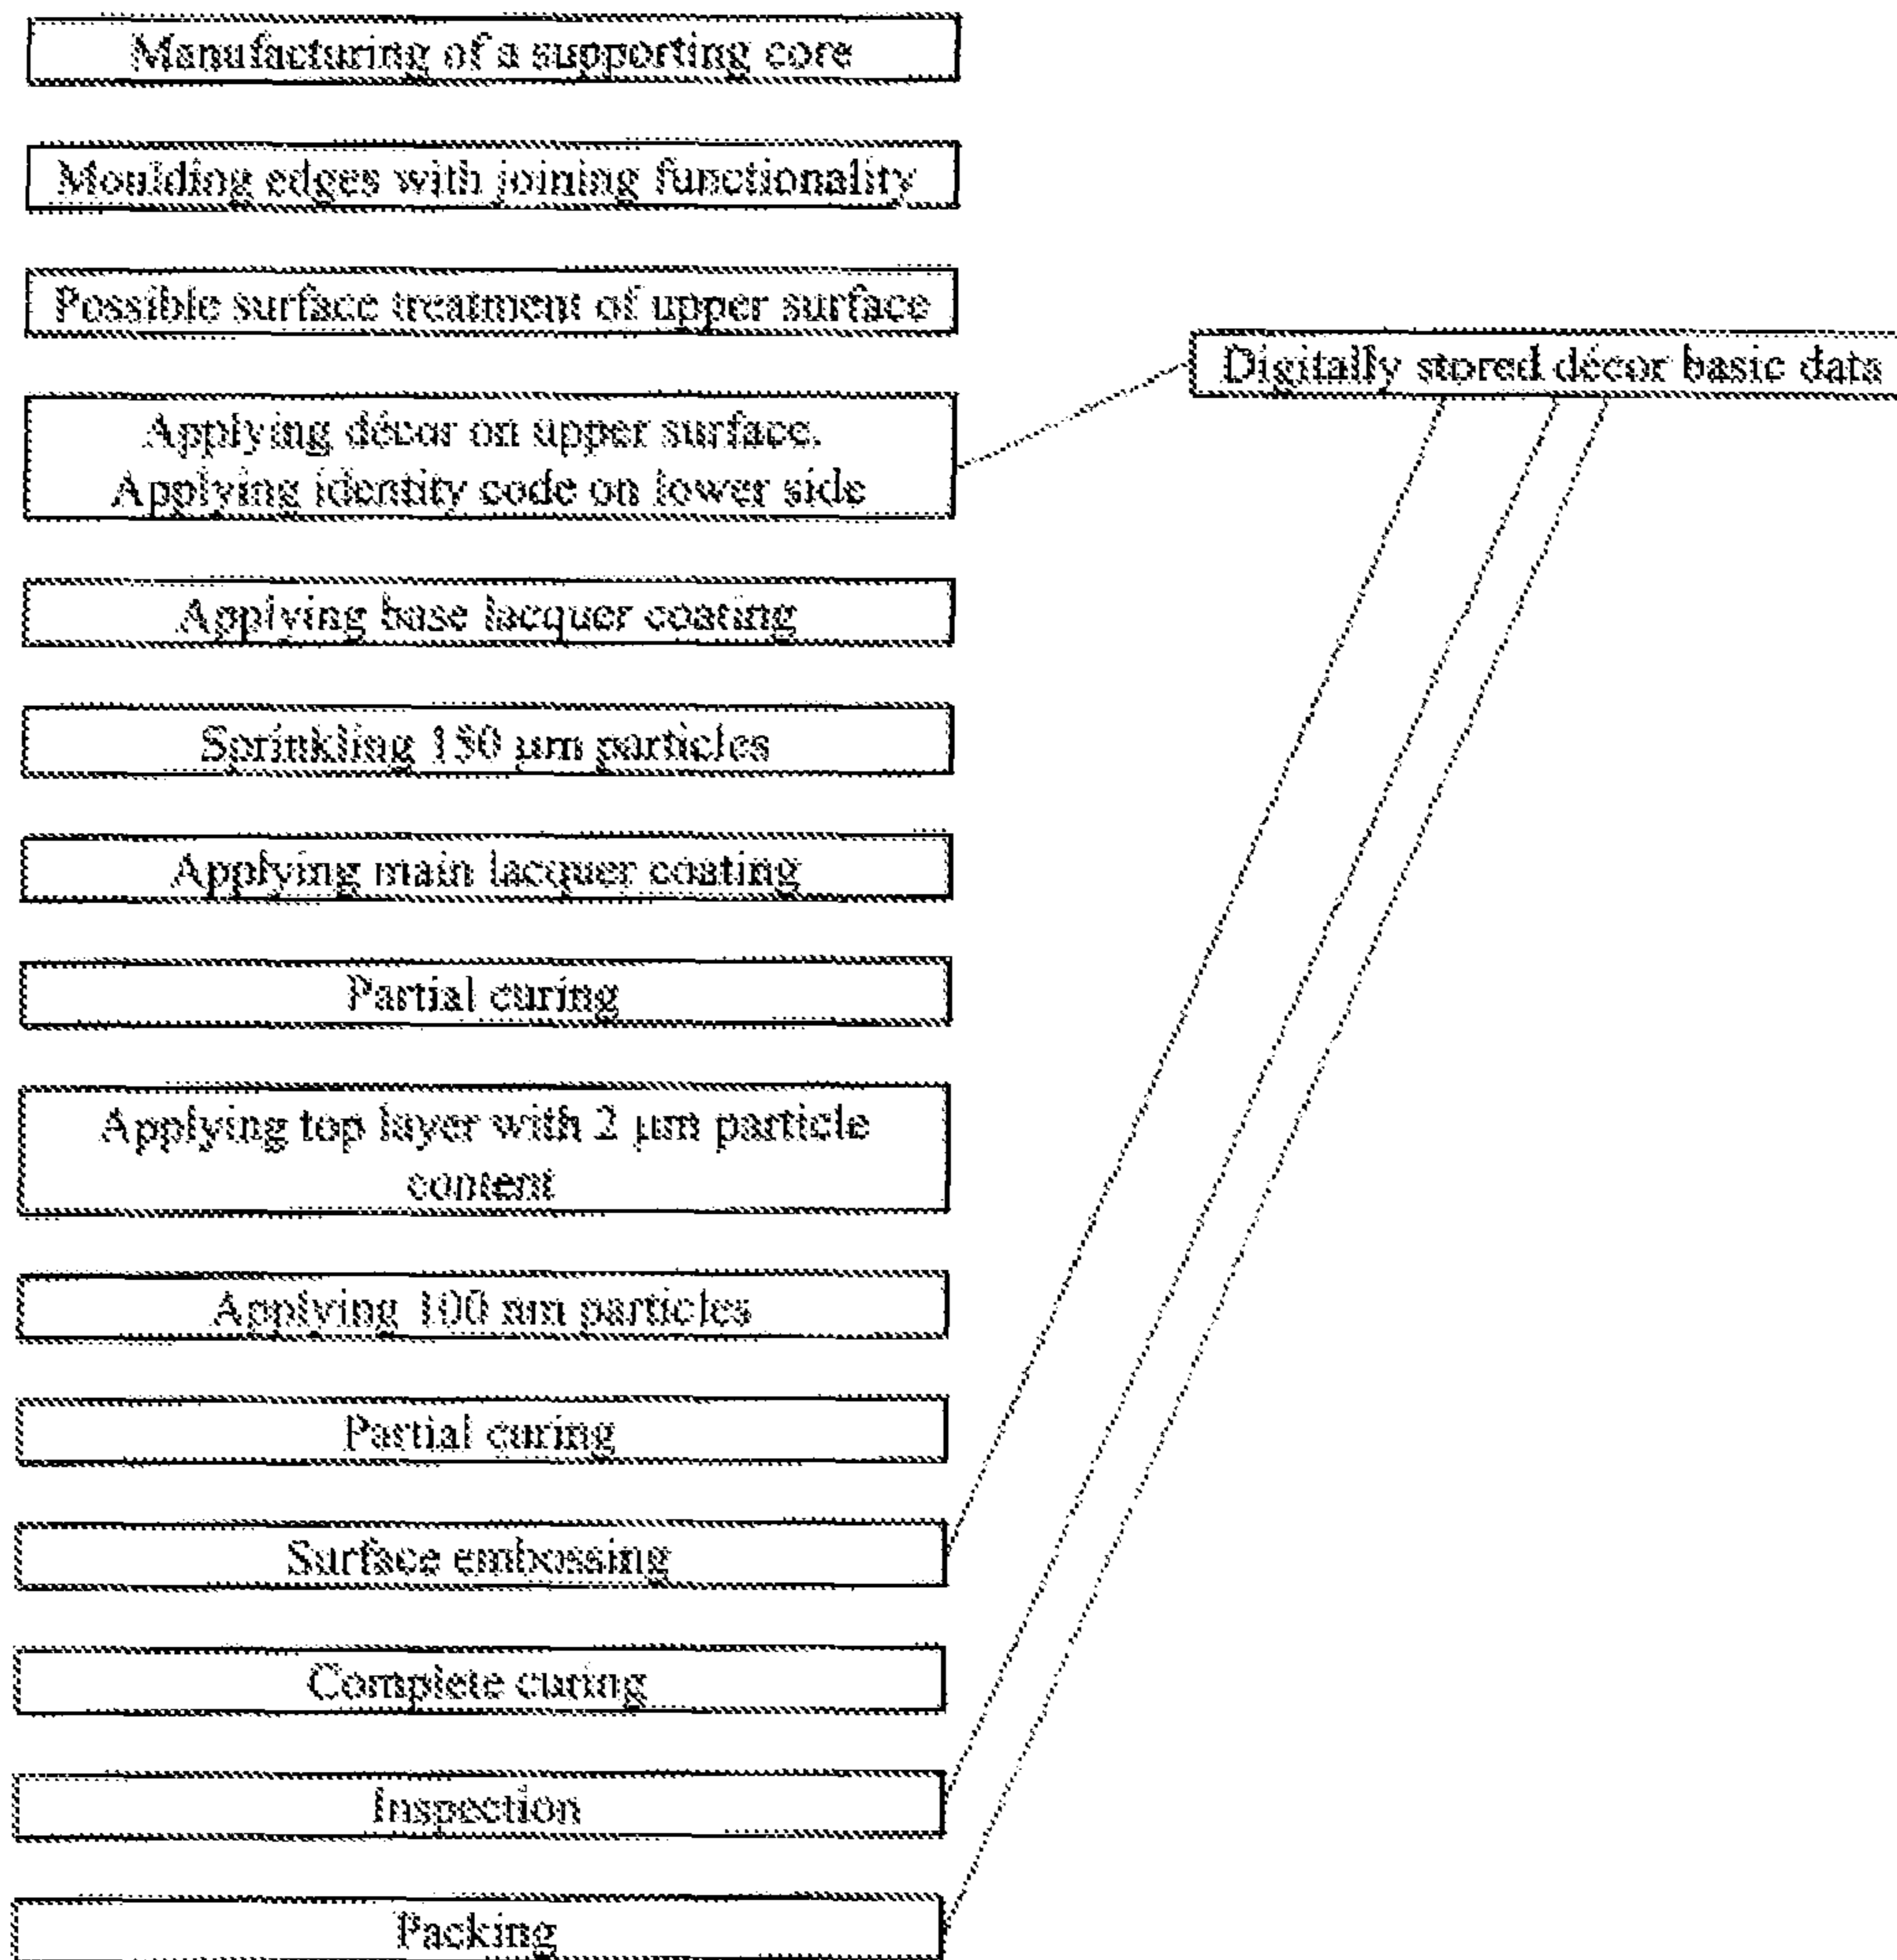 Manufacturing of a supporting core
Moulding edges with joining functionality
Possible surface treatment of upper surface
Digitally stored décor basic data
Applying décor on upper surface.
Applying identity code on lower side
Applying base lacquer coating
Sprinkling 150 µm particles
Applying main lacquer coating
Partial curing
Applying top layer with 2 µm particle
content
Applying 100 nm particles
Partial curing
Surface embossing
Complete curing
Inspection
Packing